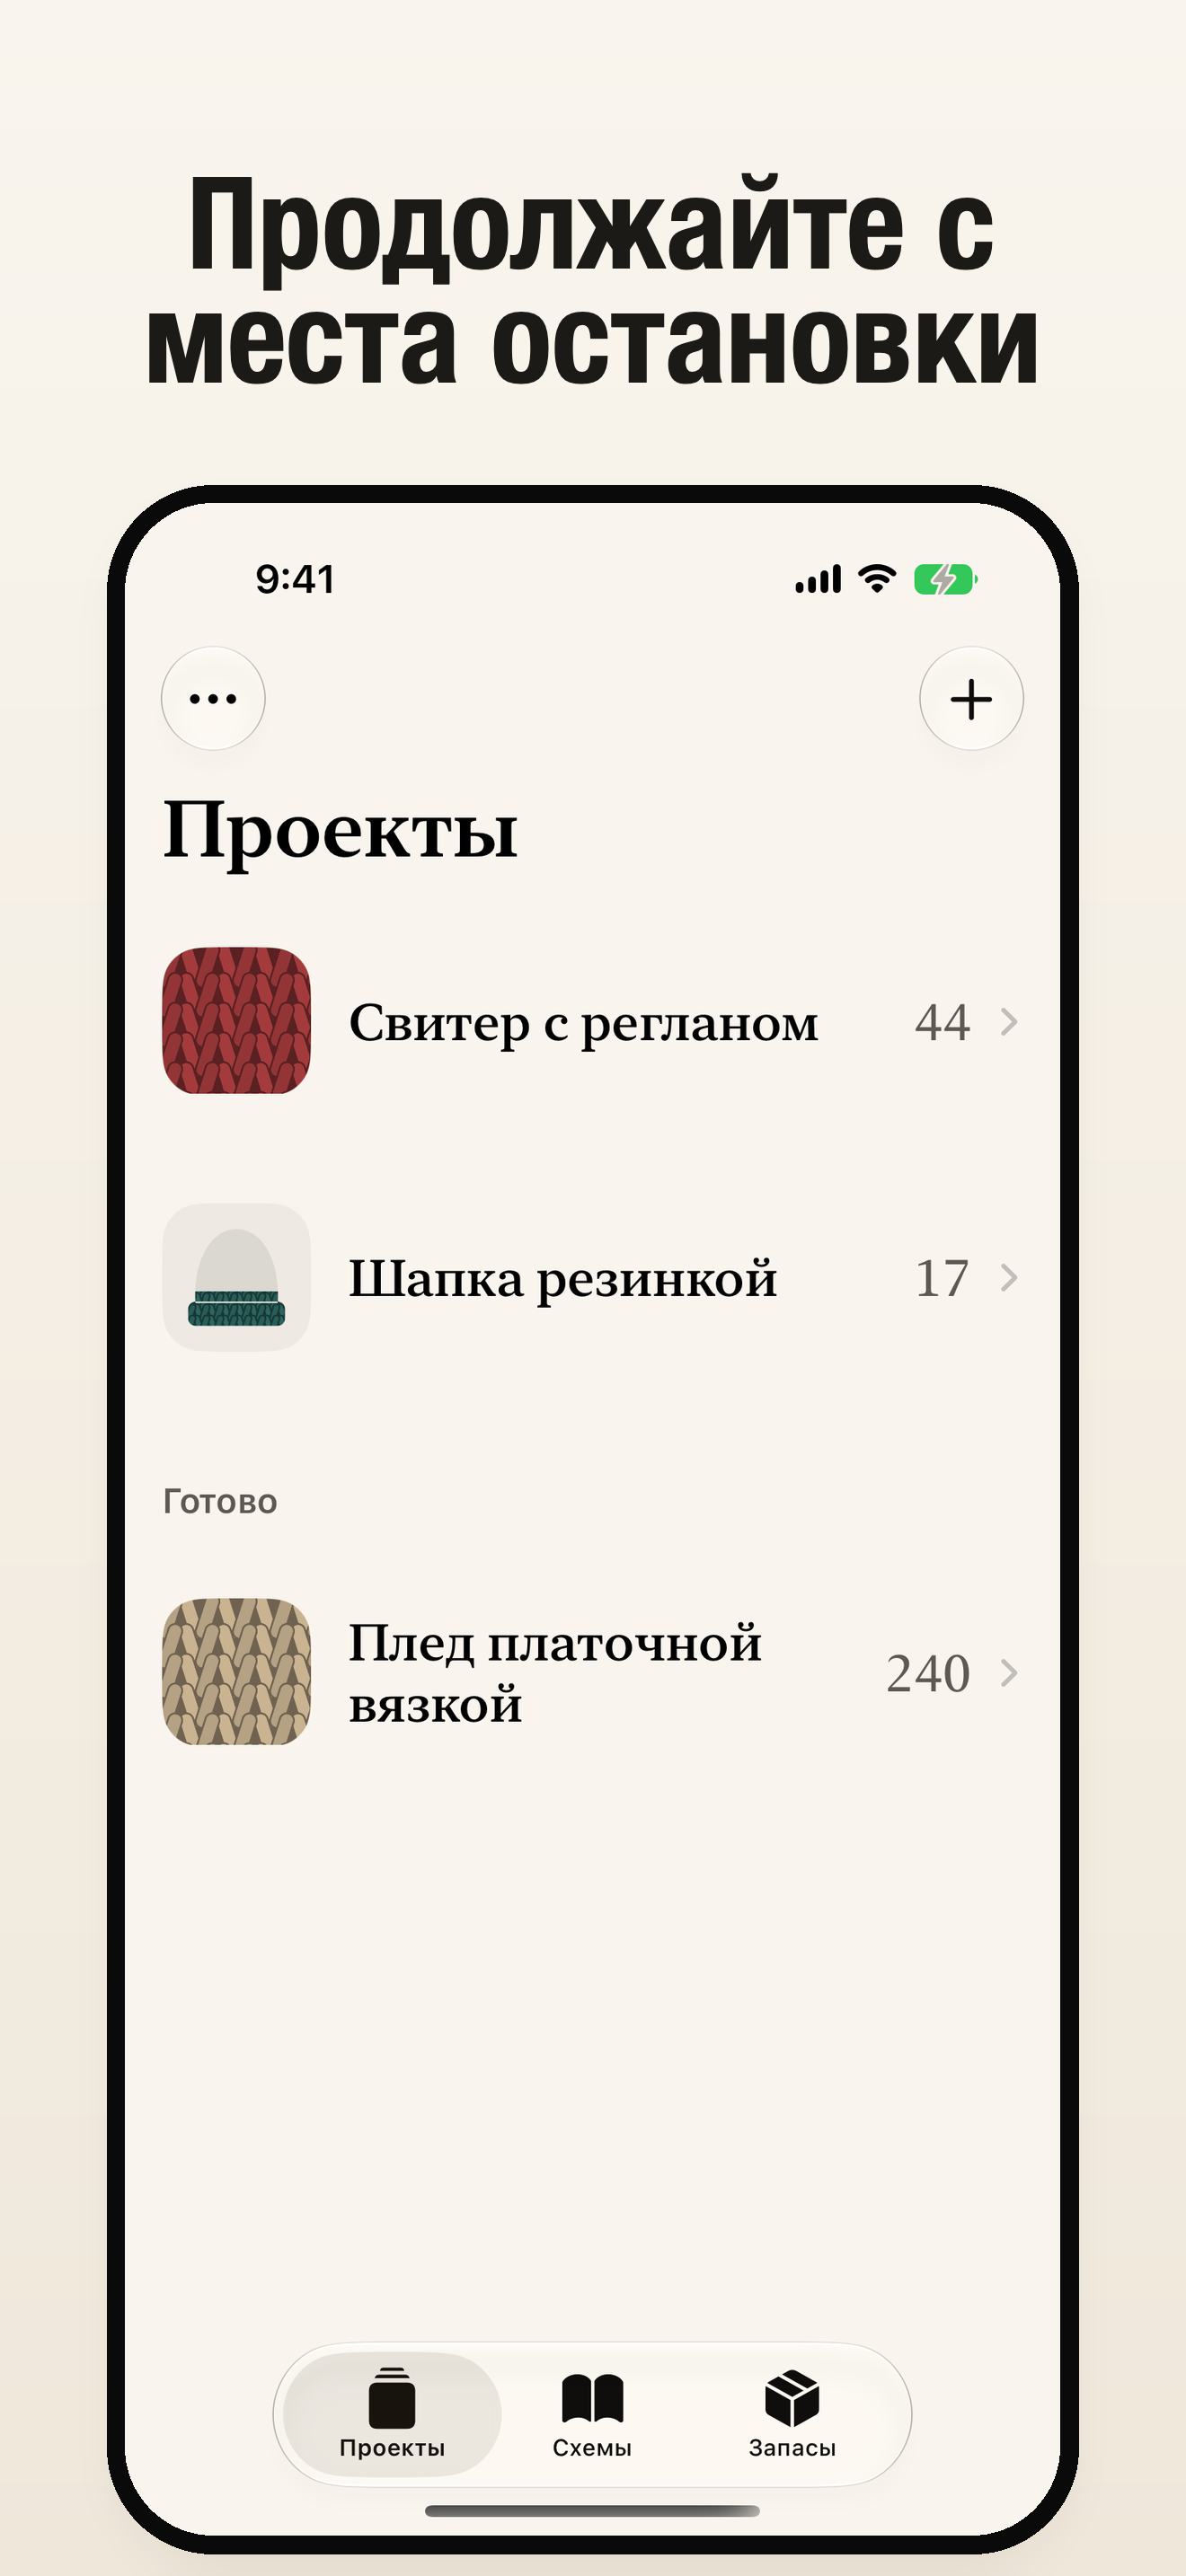 Продолжайте с
места остановки
9:41
Проекты
Свитер с регланом 44
Шапка резинкой 17
Готово
Плед платочной
вязкой 240
Проекты Схемы Запасы